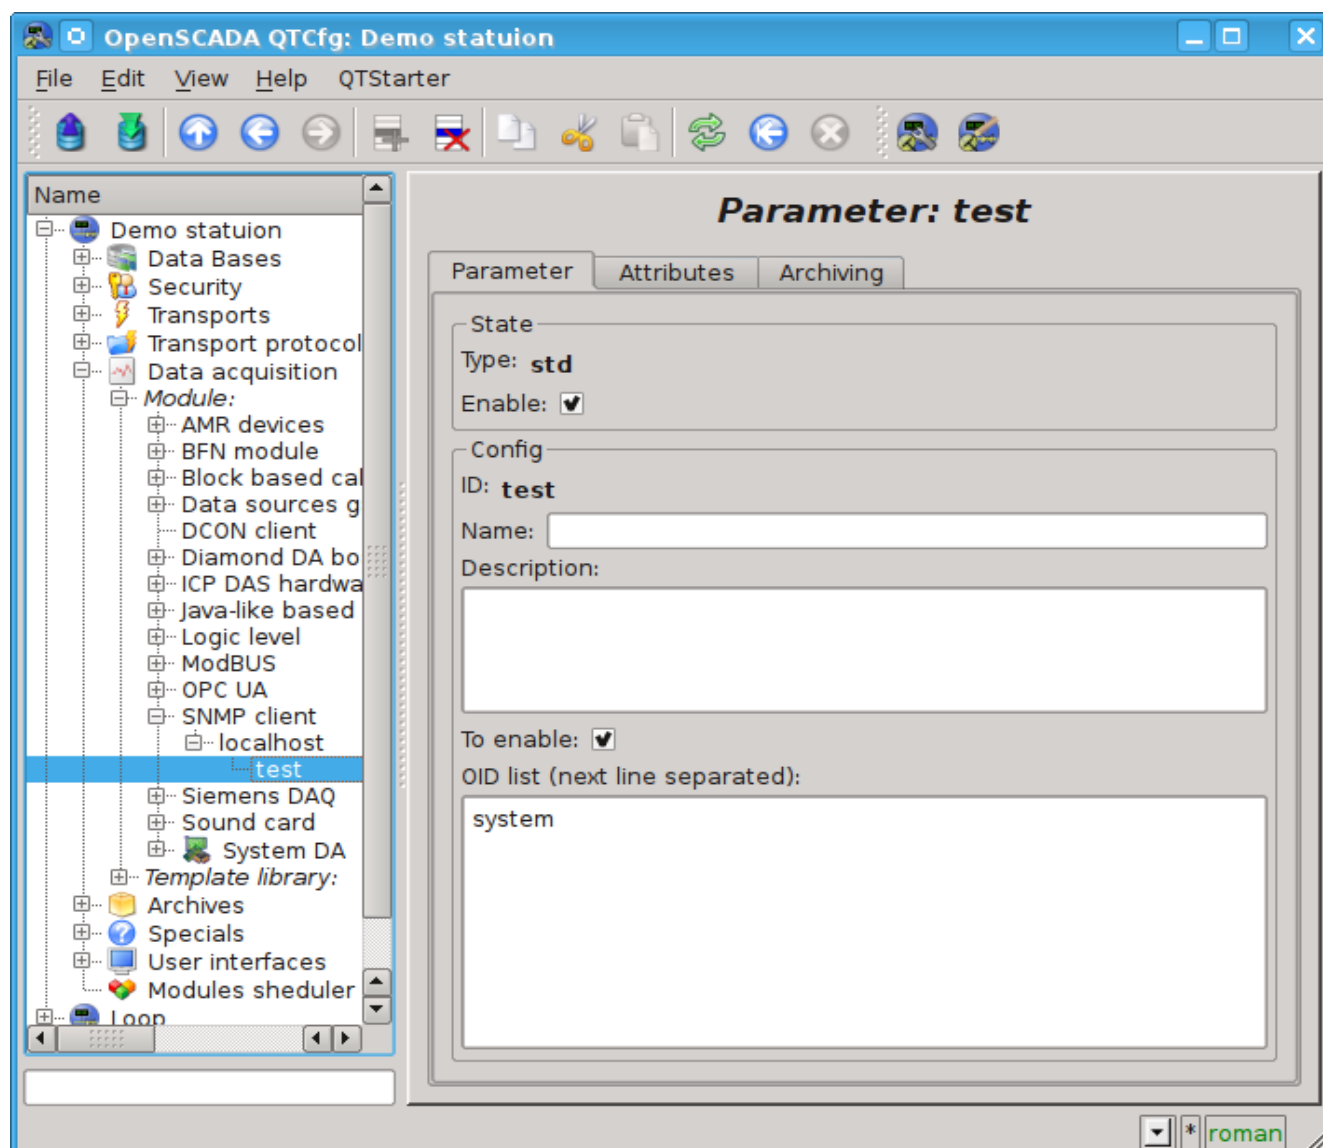 OpenSCADA QTCfg: Demo statuion
File Edit View Help QTStarter
Name
Demo statuion
Data Bases
Security
Transports
Transport protocol
Data acquisition
Module:
AMR devices
BFN module
Block based cal
Data sources g
DCON client
Diamond DA bo
ICP DAS hardwa
Java-like based
Logic level
ModBUS
OPC UA
SNMP client
localhost
test
Siemens DAQ
Sound card
System DA
Template library:
Archives
Specials
User interfaces
Modules sheduler
Loop
Parameter: test
Parameter Attributes Archiving
State
Type: std
Enable:
Config
ID: test
Name:
Description:
To enable:
OID list (next line separated):
system
* roman